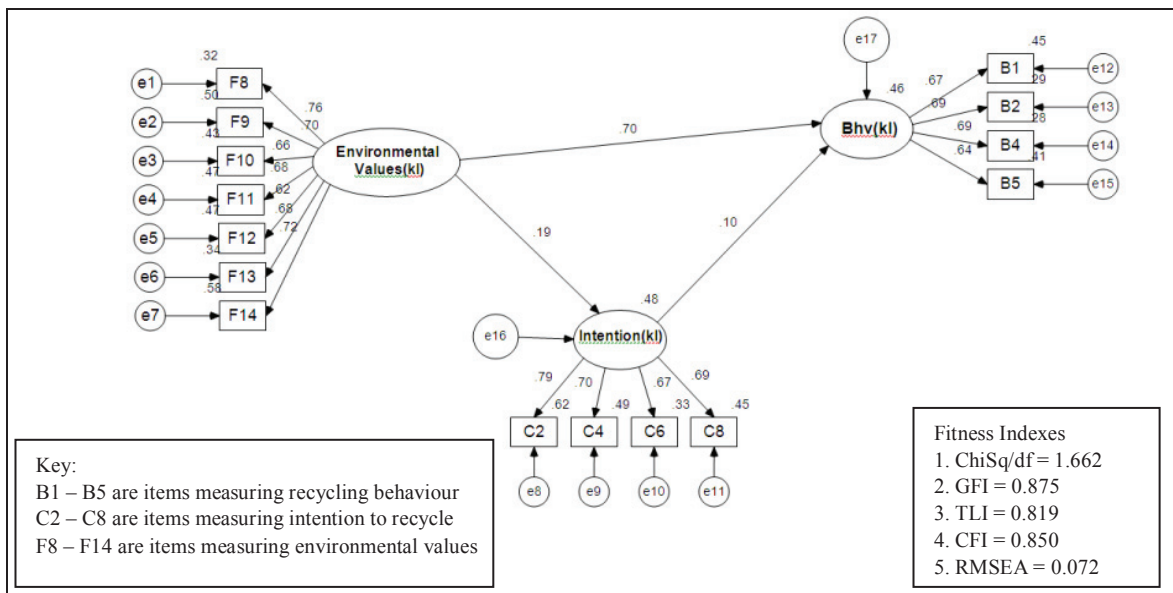 .32
e1
F8
.50
e2
F9
.43
e3
F10
.47
e4
F11
.47
e5
F12
.34
e6
F13
.58
e7
F14
.76
.70
.66
.68
.62
.68
.72
Environmental
Values(kl)
.70
.19
.10
e17
.46
Bhv(kl)
.67
.69
.69
.64
.45
B1
e12
.29
B2
e13
.28
B4
e14
.41
B5
e15
.48
e16
Intention(kl)
.79
.70
.67
.69
.62
.49
.33
.45
C2
C4
C6
C8
e8
e9
e10
e11
Key:
B1 – B5 are items measuring recycling behaviour
C2 – C8 are items measuring intention to recycle
F8 – F14 are items measuring environmental values
Fitness Indexes
1. ChiSq/df = 1.662
2. GFI = 0.875
3. TLI = 0.819
4. CFI = 0.850
5. RMSEA = 0.072